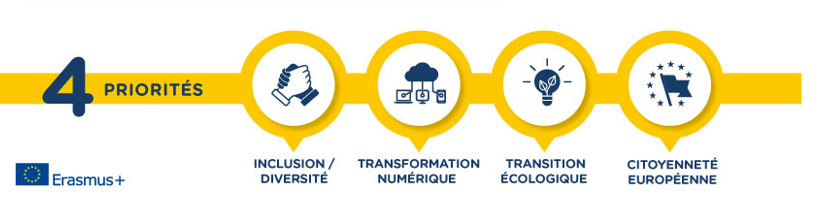 4 PRIORITÉS
INCLUSION /
DIVERSITÉ
TRANSFORMATION
NUMÉRIQUE
TRANSITION
ÉCOLOGIQUE
CITOYENNETÉ
EUROPÉENNE
Erasmus+